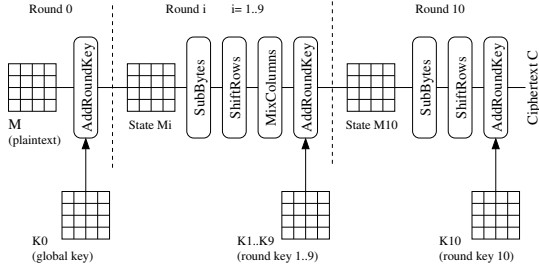 Round 0
Round i i= 1..9
Round 10
AddRoundKey
SubBytes
ShiftRows
MixColumns
AddRoundKey
SubBytes
ShiftRows
AddRoundKey
Ciphertext C
M
(plaintext)
State Mi
State M10
K0
(global key)
K1..K9
(round key 1..9)
K10
(round key 10)